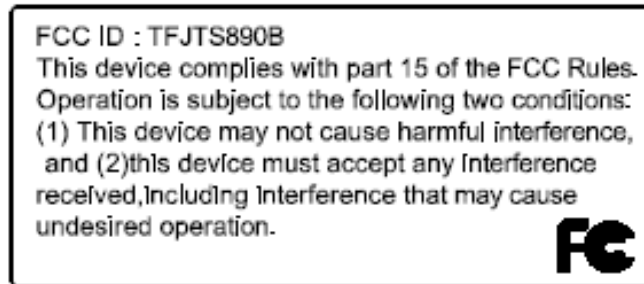 FCC ID : TFJTS890B
This device complies with part 15 of the FCC Rules.
Operation is subject to the following two conditions:
(1) This device may not cause harmful interference,
and (2)this device must accept any interference
received,including interference that may cause
undesired operation.
FC